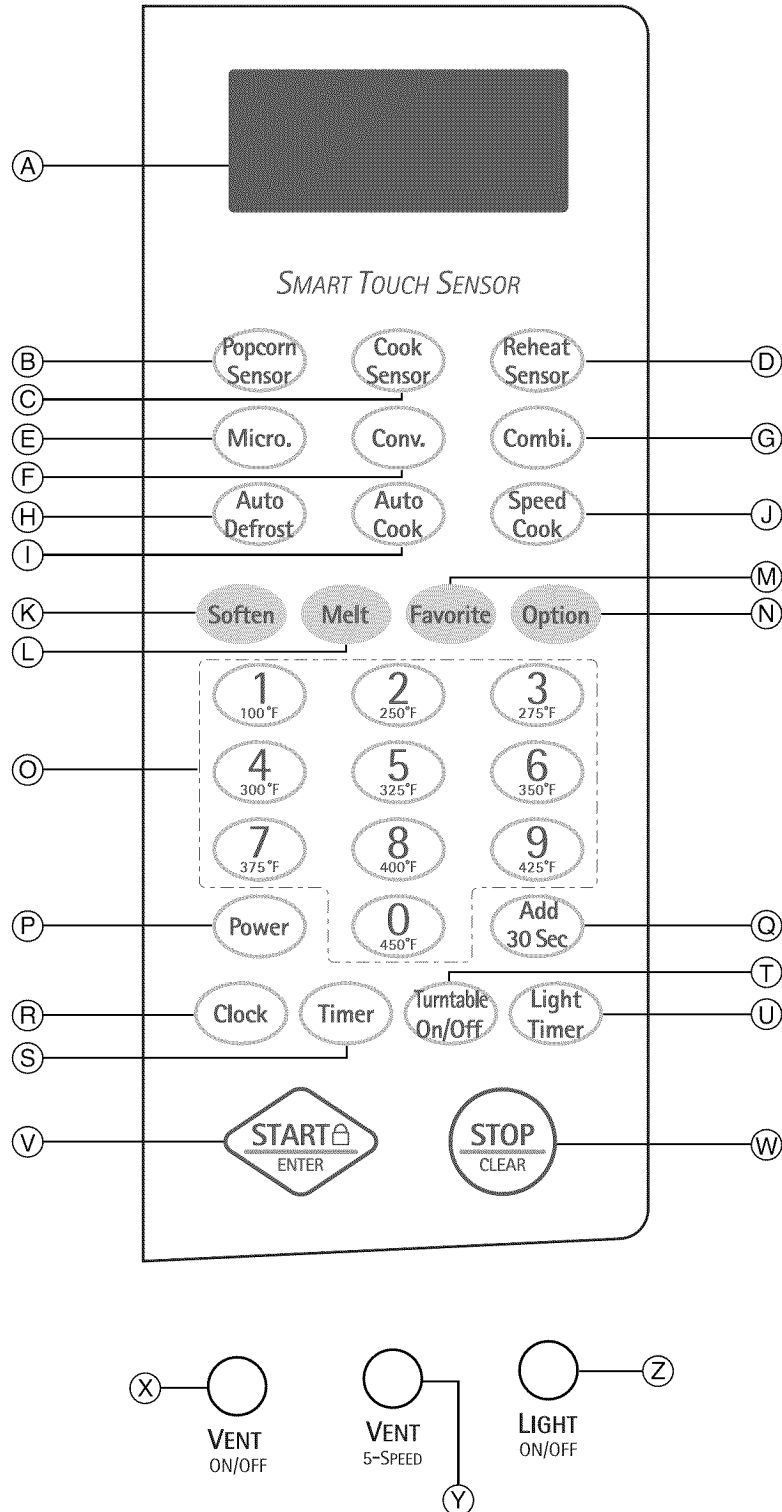 A
SMART TOUCH SENSOR
B
Popcorn
Sensor
Cook
Sensor
Reheat
Sensor
D
C
E
Micro.
Conv.
Combi.
G
F
H
Auto
Defrost
Auto
Cook
Speed
Cook
J
I
M
K
Soften
Melt
Favorite
Option
N
L
1
100°F
2
250°F
3
275°F
O
4
300°F
5
325°F
6
350°F
7
375°F
8
400°F
9
425°F
P
Power
0
450°F
Add
30 Sec
Q
T
R
Clock
Timer
Turntable
On/Off
Light
Timer
U
S
V
START
ENTER
STOP
CLEAR
W
X
VENT
ON/OFF
VENT
5-SPEED
Y
LIGHT
ON/OFF
Z